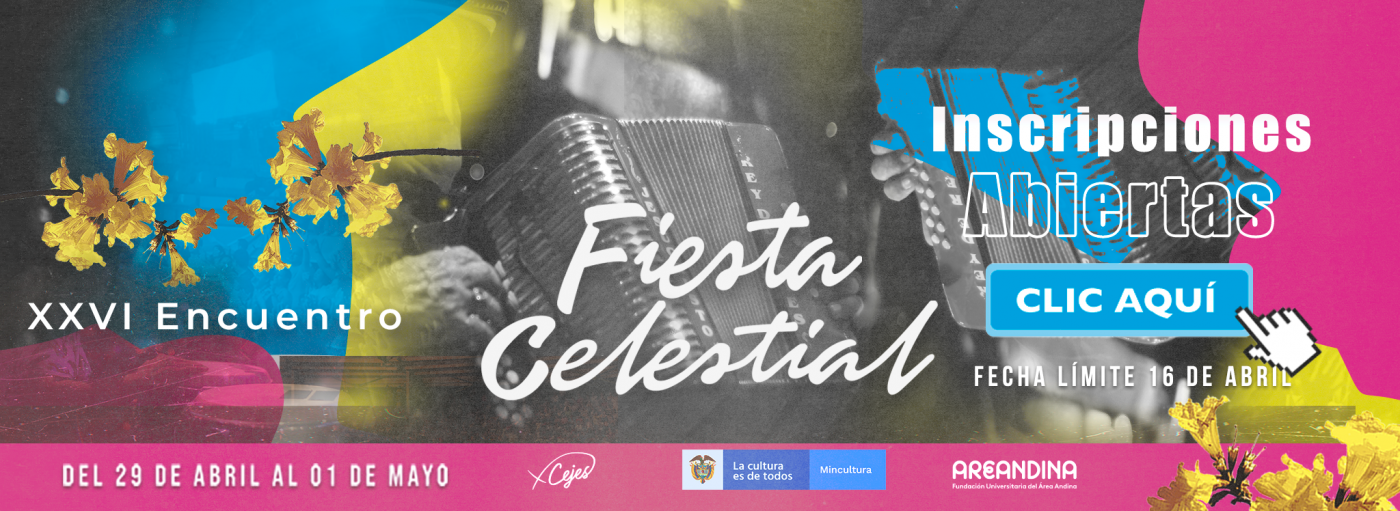 XXVI Encuentro
Fiesta
Celestial
Inscripciones
Abiertas
CLIC AQUÍ
FECHA LÍMITE 16 DE ABRIL
DEL 29 DE ABRIL AL 01 DE MAYO
Cejes
La cultura
es de todos
Mincultura
AREANDINA
Fundación Universitaria del Área Andina